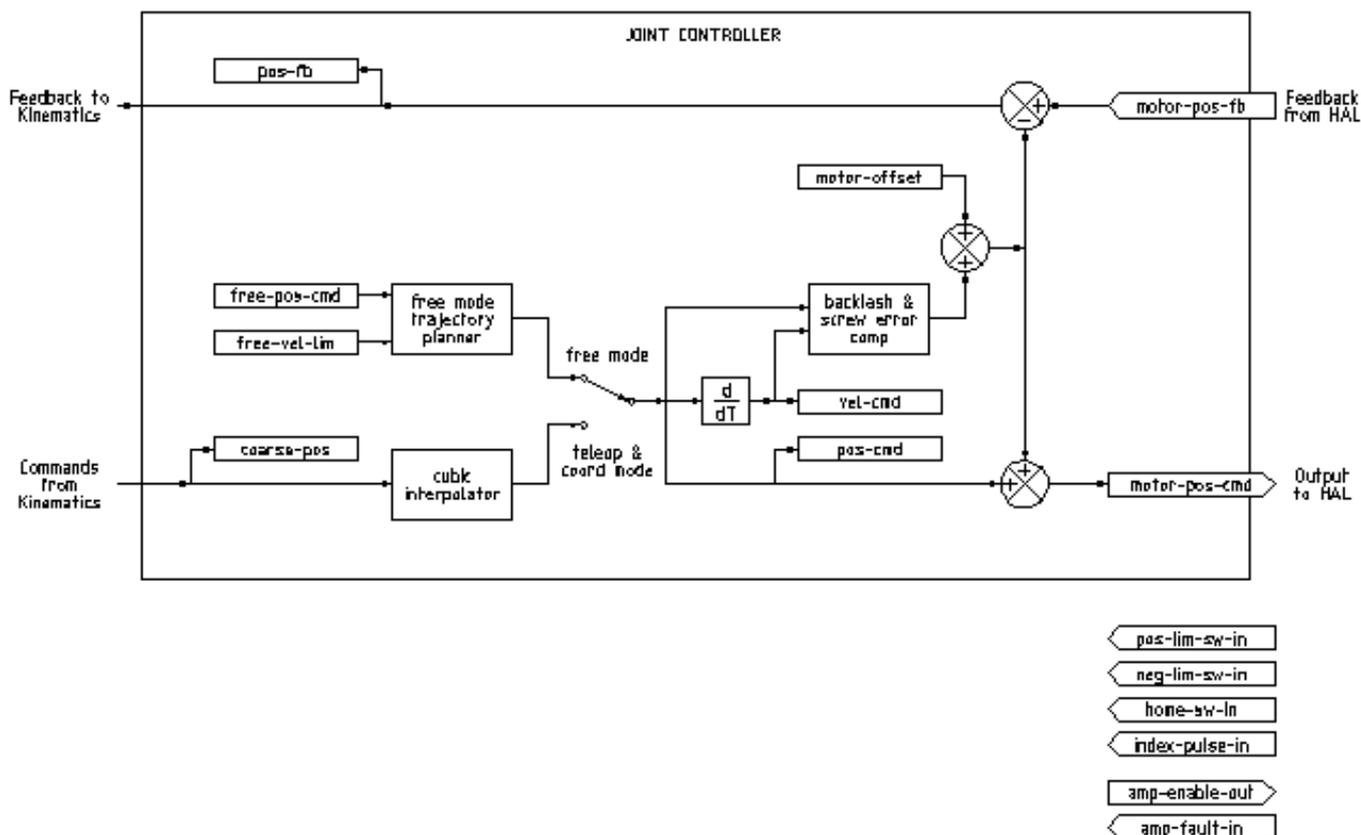 JOINT CONTROLLER
pos-fb
Feedback to
Kinematics
motor-pos-fb
Feedback
from HAL
+
-
motor-offset
+
+
free-pos-cmd
free-vel-lim
free mode
trajectory
planner
backlash &
screw error
comp
free mode
d
dT
vel-cmd
coarse-pos
teleop &
coord mode
pos-cmd
Commands
from
Kinematics
cubic
interpolator
+
+
motor-pos-cmd
Output
to HAL
pos-lim-sw-in
neg-lim-sw-in
home-sw-in
index-pulse-in
amp-enable-out
amp-fault-in